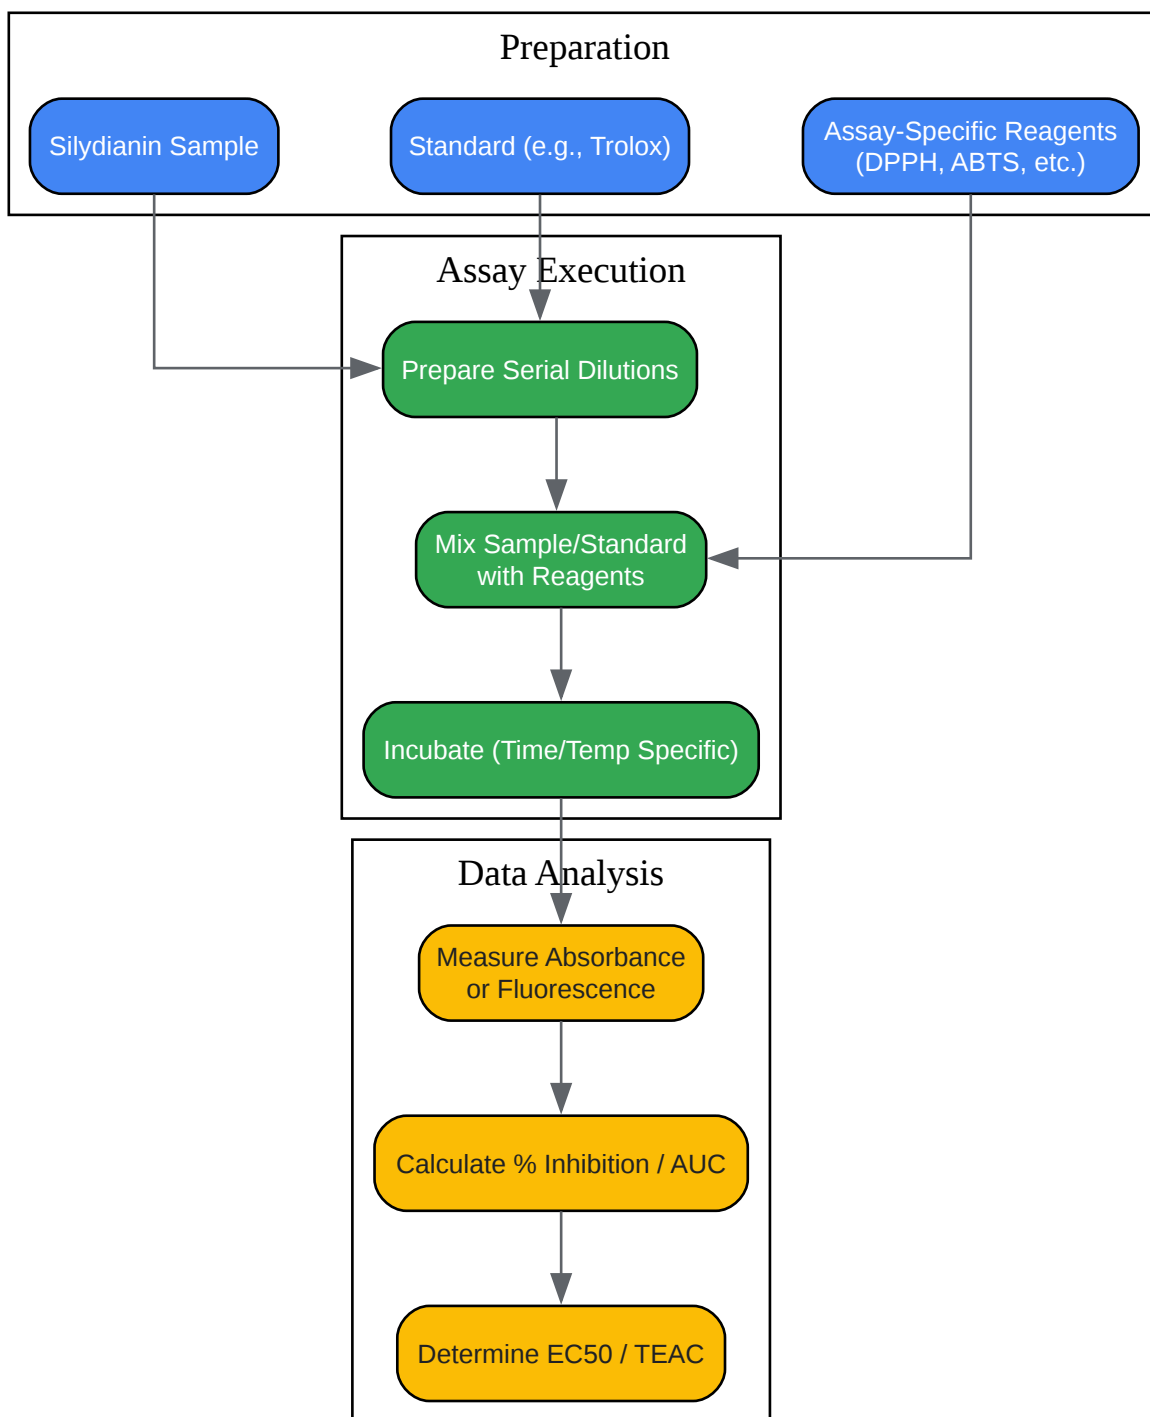 Preparation
Silydianin Sample
Standard (e.g., Trolox)
Assay-Specific Reagents
(DPPH, ABTS, etc.)
Assay Execution
Prepare Serial Dilutions
Mix Sample/Standard
with Reagents
Incubate (Time/Temp Specific)
Data Analysis
Measure Absorbance
or Fluorescence
Calculate % Inhibition / AUC
Determine EC50 / TEAC